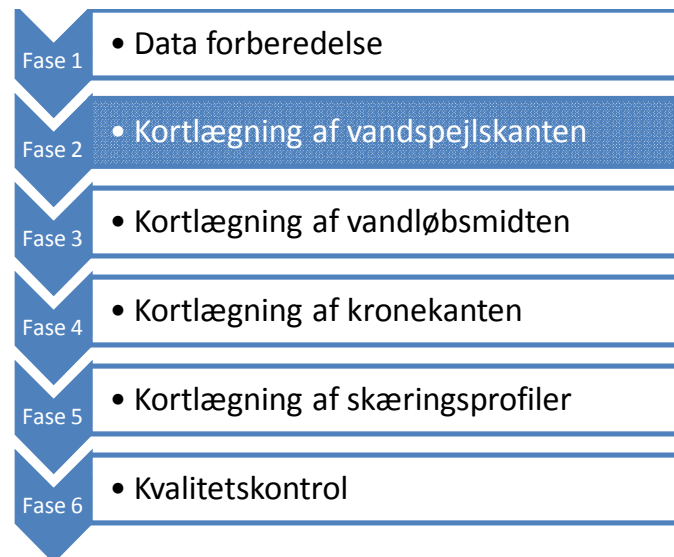 Fase 1
• Data forberedelse
Fase 2
• Kortlægning af vandspejlskanten
Fase 3
• Kortlægning af vandløbsmidten
Fase 4
• Kortlægning af kronekanten
Fase 5
• Kortlægning af skæringsprofiler
Fase 6
• Kvalitetskontrol